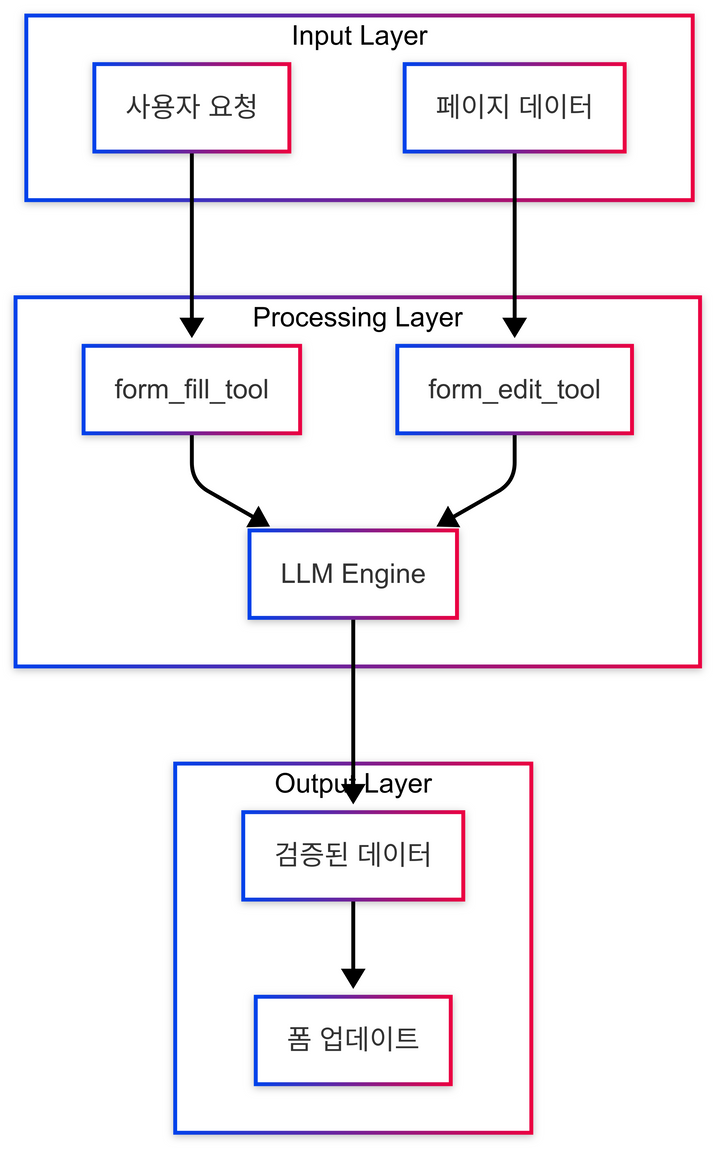 Input Layer
사용자 요청
페이지 데이터
Processing Layer
form_fill_tool
form_edit_tool
LLM Engine
Output Layer
검증된 데이터
폼 업데이트